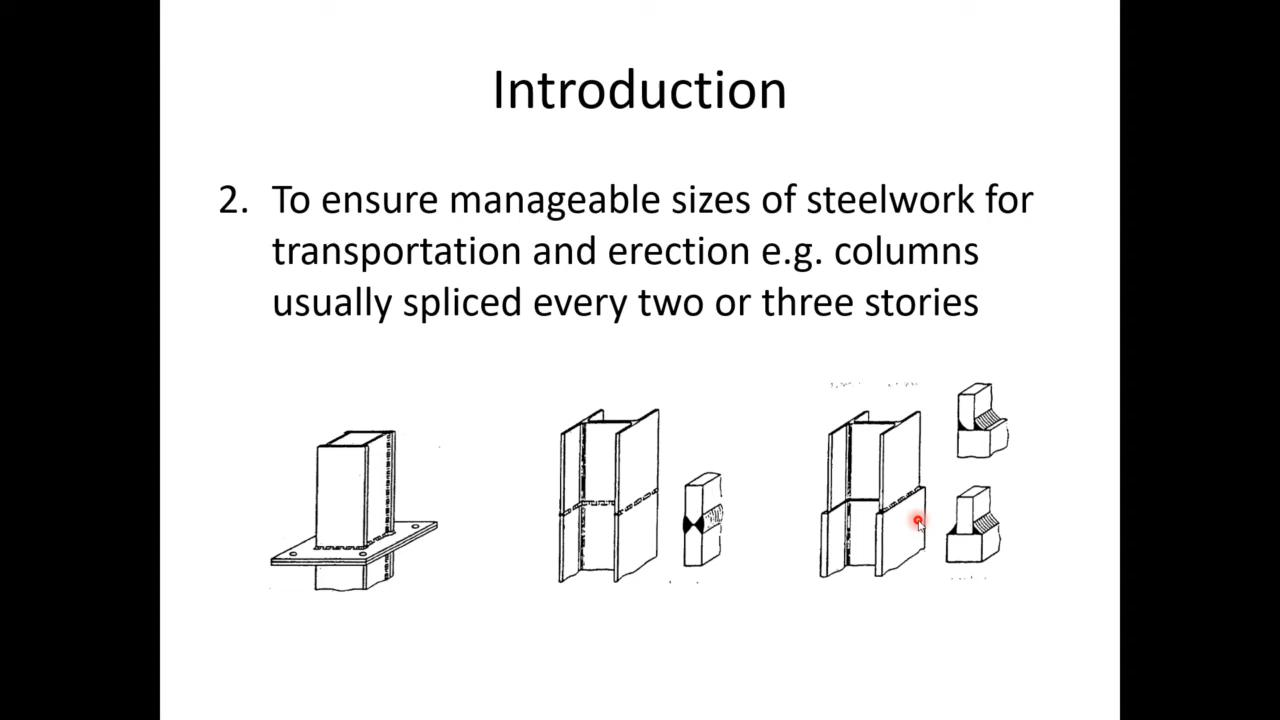 Introduction
2. To ensure manageable sizes of steelwork for
transportation and erection e.g. columns
usually spliced every two or three stories